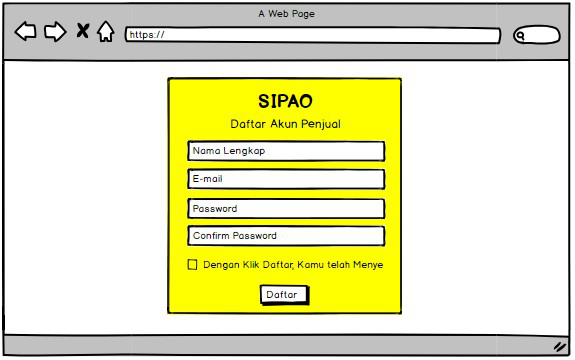 A Web Page
https://
SIPAO
Daftar Akun Penjual
Nama Lengkap
E-mail
Password
Confirm Password
Dengan Klik Daftar, Kamu telah Menye
Daftar